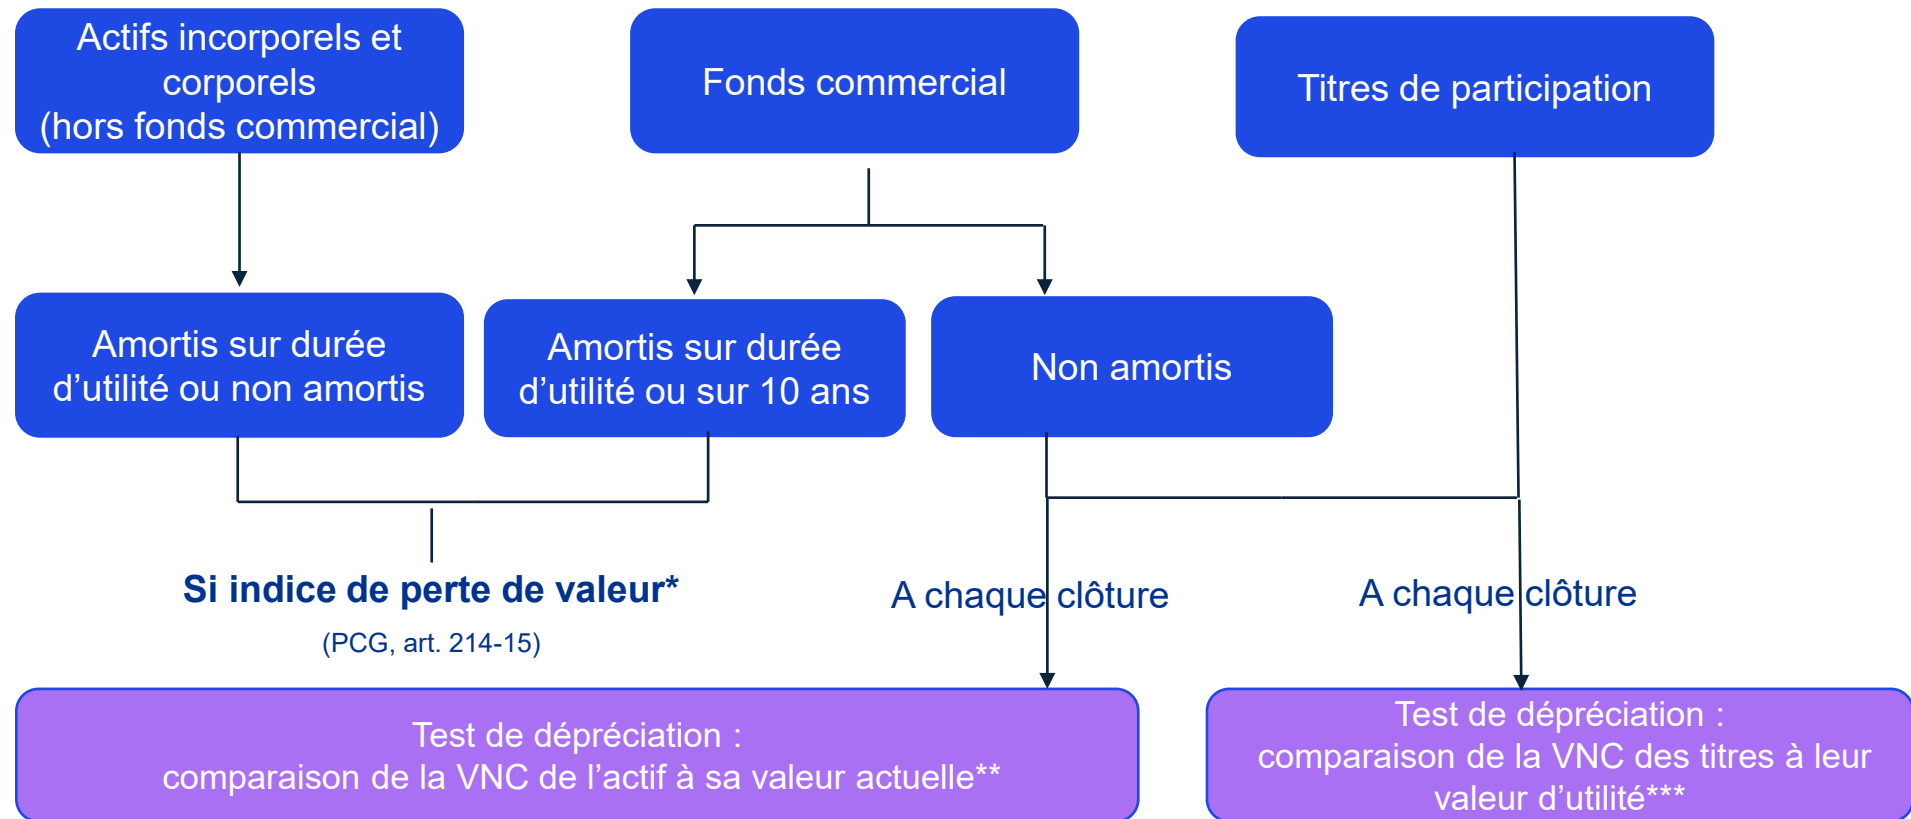 Actifs incorporels et
corporels
(hors fonds commercial)
Fonds commercial
Titres de participation
Amortis sur durée
d’utilité ou non amortis
Amortis sur durée
d’utilité ou sur 10 ans
Non amortis
Si indice de perte de valeur*
(PCG, art. 214-15)
A chaque clôture
A chaque clôture
Test de dépréciation :
comparaison de la VNC de l’actif à sa valeur actuelle**
Test de dépréciation :
comparaison de la VNC des titres à leur
valeur d’utilité***